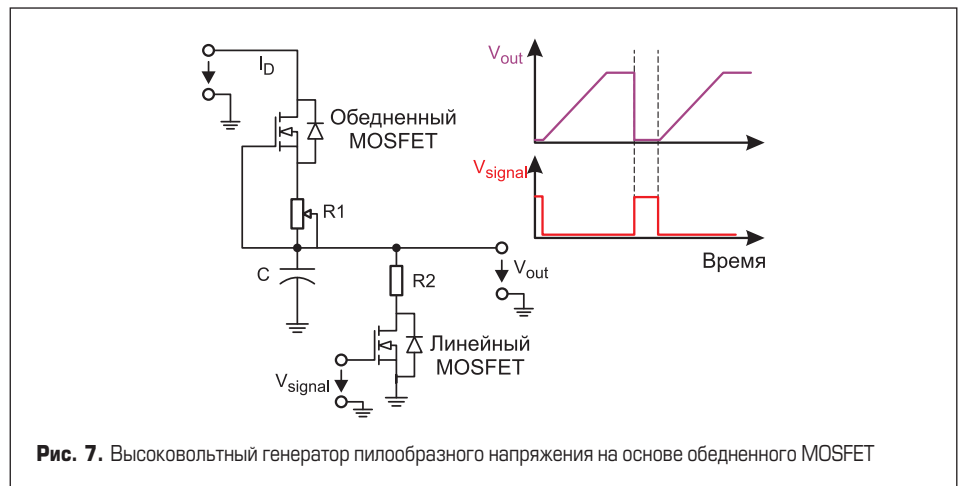 I_D
Обедненный
MOSFET
R1
C
R2
V_out
Линейный
MOSFET
V_signal
V_out
V_signal
Время
Рис. 7. Высоковольтный генератор пилообразного напряжения на основе обедненного MOSFET